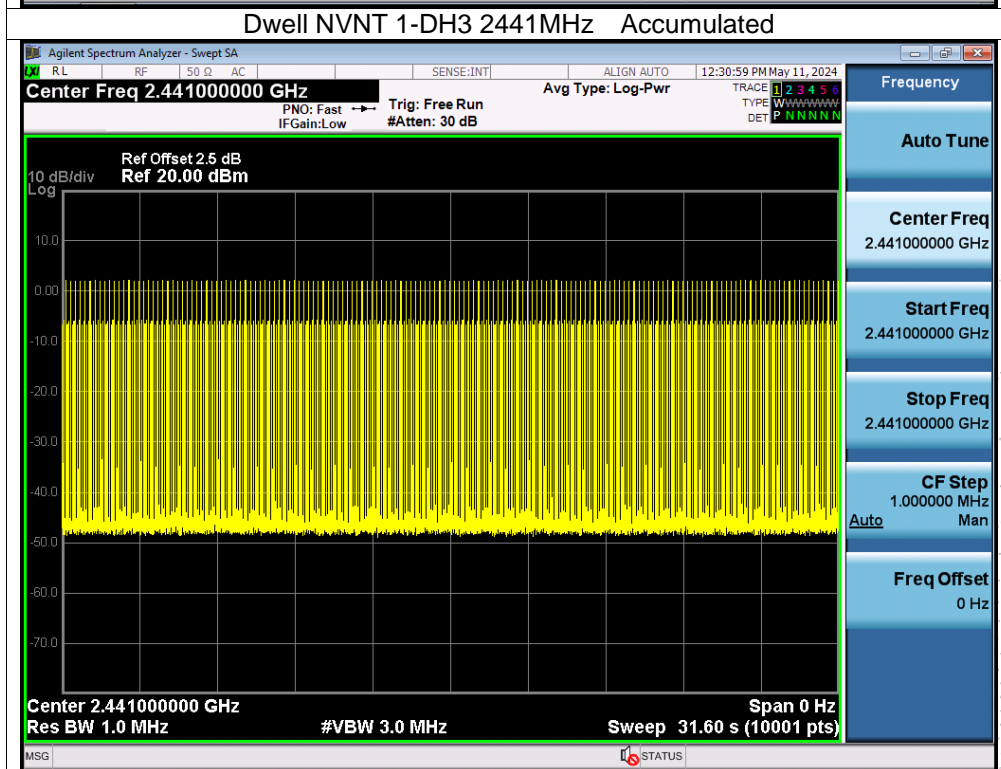 Dwell NVNT 1-DH3 2441MHz Accumulated
Agilent Spectrum Analyzer - Swept SA
LXI RL RF 50 Ω AC SENSE:INT ALIGN AUTO 12:30:59 PM May 11, 2024
Center Freq 2.441000000 GHz
PNO: Fast
IFGain:Low
Trig: Free Run
#Atten: 30 dB
Avg Type: Log-Pwr
TRACE 1 2 3 4 5 6
TYPE WWWWWWW
DET P N N N N N
Ref Offset 2.5 dB
10 dB/div Ref 20.00 dBm
Log
10.0
0.00
-10.0
-20.0
-30.0
-40.0
-50.0
-60.0
-70.0
Center 2.441000000 GHz Span 0 Hz
Res BW 1.0 MHz #VBW 3.0 MHz Sweep 31.60 s (10001 pts)
MSG STATUS
Frequency
Auto Tune
Center Freq
2.441000000 GHz
Start Freq
2.441000000 GHz
Stop Freq
2.441000000 GHz
CF Step
1.000000 MHz
Auto Man
Freq Offset
0 Hz